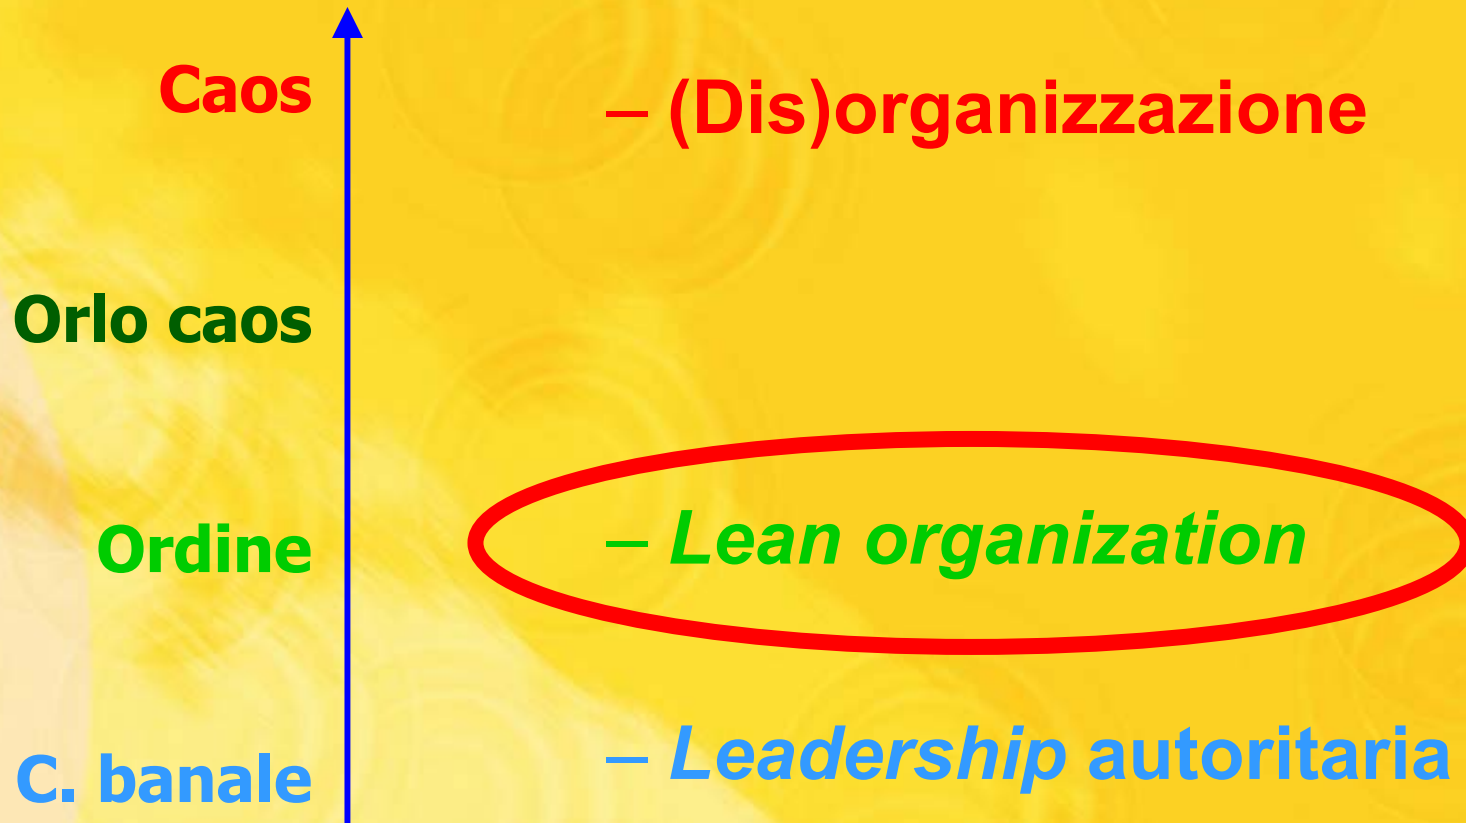 Caos
– (Dis)organizzazione
Orlo caos
Ordine
– Lean organization
C. banale
– Leadership autoritaria